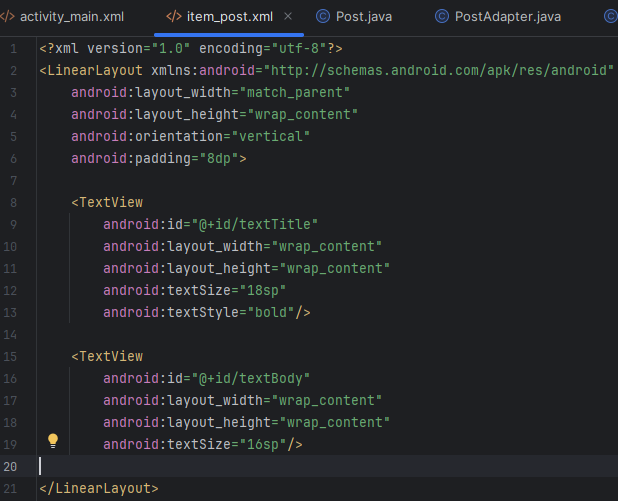 activity_main.xml
item_post.xml
Post.java
PostAdapter.java
1 <?xml version="1.0" encoding="utf-8"?>
2 <LinearLayout xmlns:android="http://schemas.android.com/apk/res/android"
3 android:layout_width="match_parent"
4 android:layout_height="wrap_content"
5 android:orientation="vertical"
6 android:padding="8dp">
7
8 <TextView
9 android:id="@+id/textTitle"
10 android:layout_width="wrap_content"
11 android:layout_height="wrap_content"
12 android:textSize="18sp"
13 android:textStyle="bold"/>
14
15 <TextView
16 android:id="@+id/textBody"
17 android:layout_width="wrap_content"
18 android:layout_height="wrap_content"
19 android:textSize="16sp"/>
20
21 </LinearLayout>